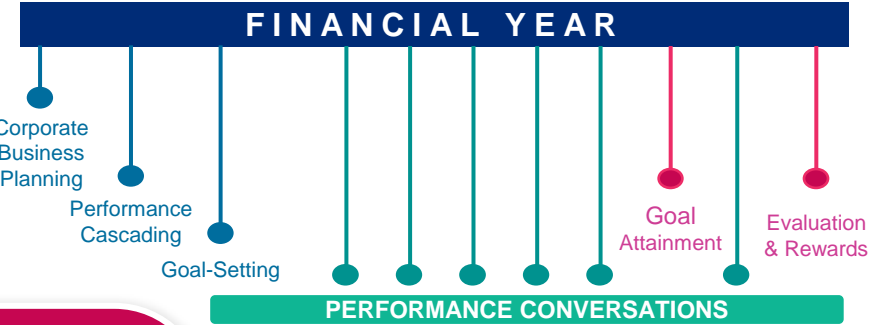 FINANCIAL YEAR
Corporate
Business
Planning
Performance
Cascading
Goal-Setting
Goal
Attainment
Evaluation
& Rewards
PERFORMANCE CONVERSATIONS